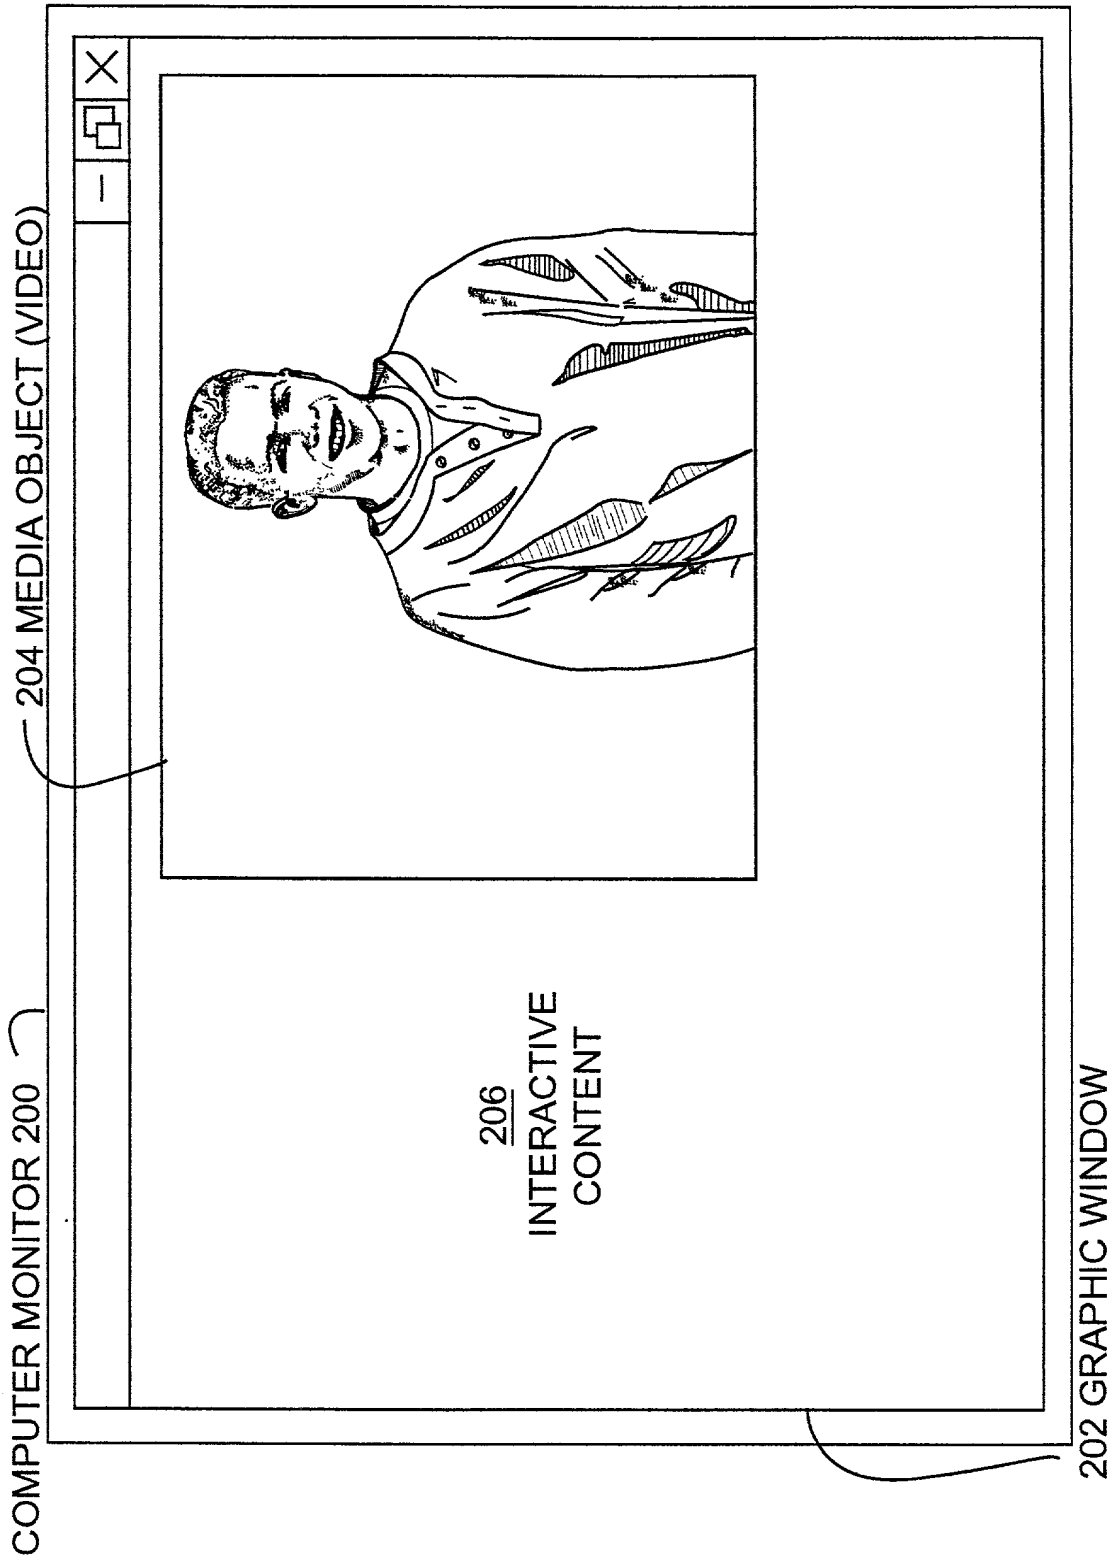 COMPUTER MONITOR 200
204 MEDIA OBJECT (VIDEO)
206
INTERACTIVE
CONTENT
202 GRAPHIC WINDOW